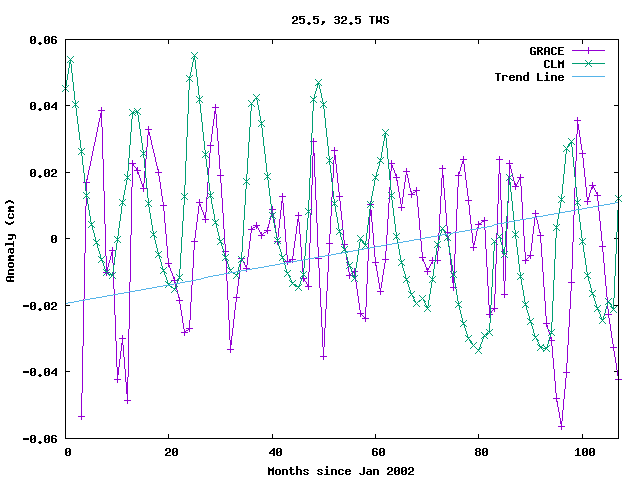 25.5, 32.5 TWS
GRACE
CLM
Trend Line
Anomaly (cm)
0.06
0.04
0.02
0
-0.02
-0.04
-0.06
0 20 40 60 80 100
Months since Jan 2002